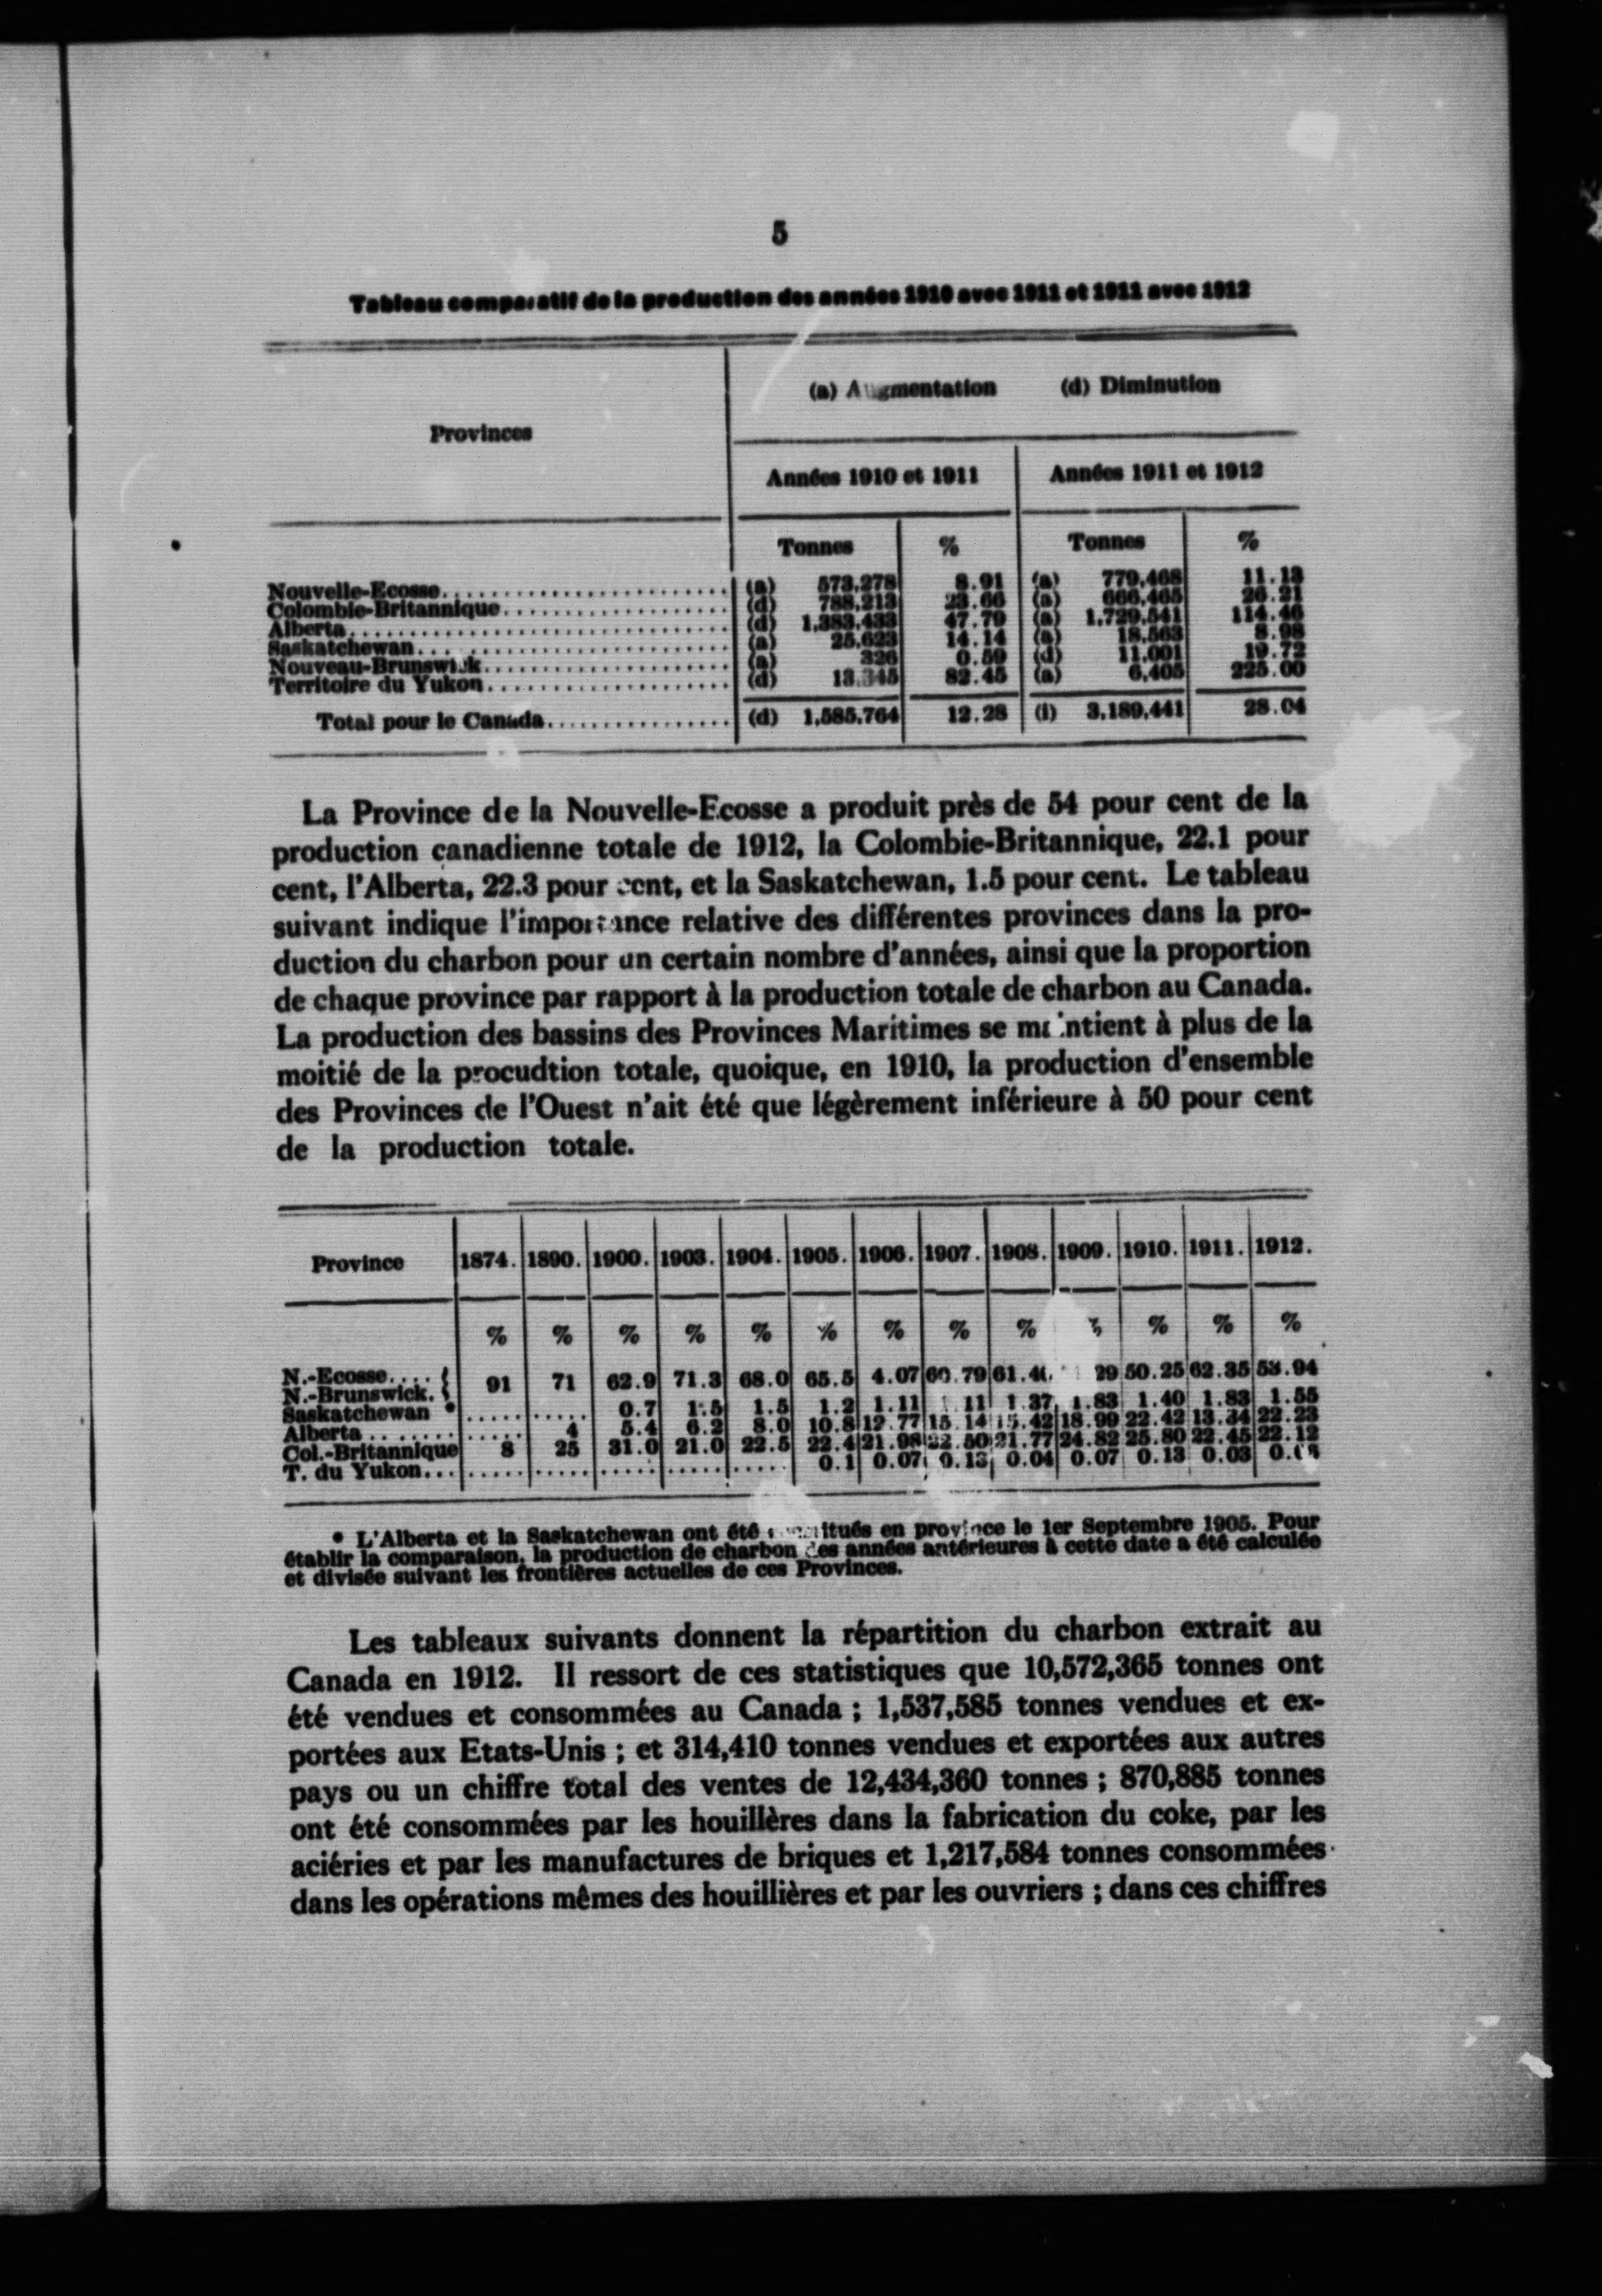 5
Tableau comparatif de la production des années 1910 avec 1911 et 1911 avec 1912
Provinces
(a) Augmentation (d) Diminution
Années 1910 et 1911 Années 1911 et 1912
Tonnes % Tonnes %
Nouvelle-Ecosse (a) 573,278 8.91 (a) 779,468 11.13
Colombie-Britannique (d) 788,213 23.66 (a) 666,465 26.21
Alberta (d) 1,383,433 47.79 (a) 1,729,541 114.46
Saskatchewan (a) 25,623 14.14 (a) 18,563 8.98
Nouveau-Brunswick (a) 326 0.59 (d) 11,001 19.72
Territoire du Yukon (d) 13,345 82.45 (a) 6,405 225.00
Total pour le Canada (d) 1,585,764 12.28 (i) 3,189,441 28.04
La Province de la Nouvelle-Ecosse a produit près de 54 pour cent de la
production canadienne totale de 1912, la Colombie-Britannique, 22.1 pour
cent, l'Alberta, 22.3 pour cent, et la Saskatchewan, 1.5 pour cent. Le tableau
suivant indique l'importance relative des différentes provinces dans la pro-
duction du charbon pour un certain nombre d'années, ainsi que la proportion
de chaque province par rapport à la production totale de charbon au Canada.
La production des bassins des Provinces Maritimes se maintient à plus de la
moitié de la procudtion totale, quoique, en 1910, la production d'ensemble
des Provinces de l'Ouest n'ait été que légèrement inférieure à 50 pour cent
de la production totale.
Province 1874. 1890. 1900. 1903. 1904. 1905. 1906. 1907. 1908. 1909. 1910. 1911. 1912.
% % % % % % % % % % % % %
N.-Ecosse.... {
N.-Brunswick. { 91 71 62.9 71.3 68.0 65.5 4.07 60.79 61.40 29 50.25 62.35 53.94
Saskatchewan * ..... ..... 0.7 1.5 1.5 1.2 1.11 11 1.37 1.83 1.40 1.83 1.55
Alberta ..... 4 5.4 6.2 8.0 10.8 12.77 15.14 15.42 18.99 22.42 13.34 22.23
Col.-Britannique 8 25 31.0 21.0 22.5 22.4 21.98 22.50 21.77 24.82 25.80 22.45 22.12
T. du Yukon... ..... ..... ..... ..... ..... 0.1 0.07 0.13 0.04 0.07 0.13 0.03
* L'Alberta et la Saskatchewan ont été constitués en province le 1er Septembre 1905. Pour
établir la comparaison, la production de charbon des années antérieures à cette date a été calculée
et divisée suivant les frontières actuelles de ces Provinces.
Les tableaux suivants donnent la répartition du charbon extrait au
Canada en 1912. Il ressort de ces statistiques que 10,572,365 tonnes ont
été vendues et consommées au Canada ; 1,537,585 tonnes vendues et ex-
portées aux Etats-Unis ; et 314,410 tonnes vendues et exportées aux autres
pays ou un chiffre total des ventes de 12,434,360 tonnes ; 870,885 tonnes
ont été consommées par les houillères dans la fabrication du coke, par les
aciéries et par les manufactures de briques et 1,217,584 tonnes consommées
dans les opérations mêmes des houillières et par les ouvriers ; dans ces chiffres